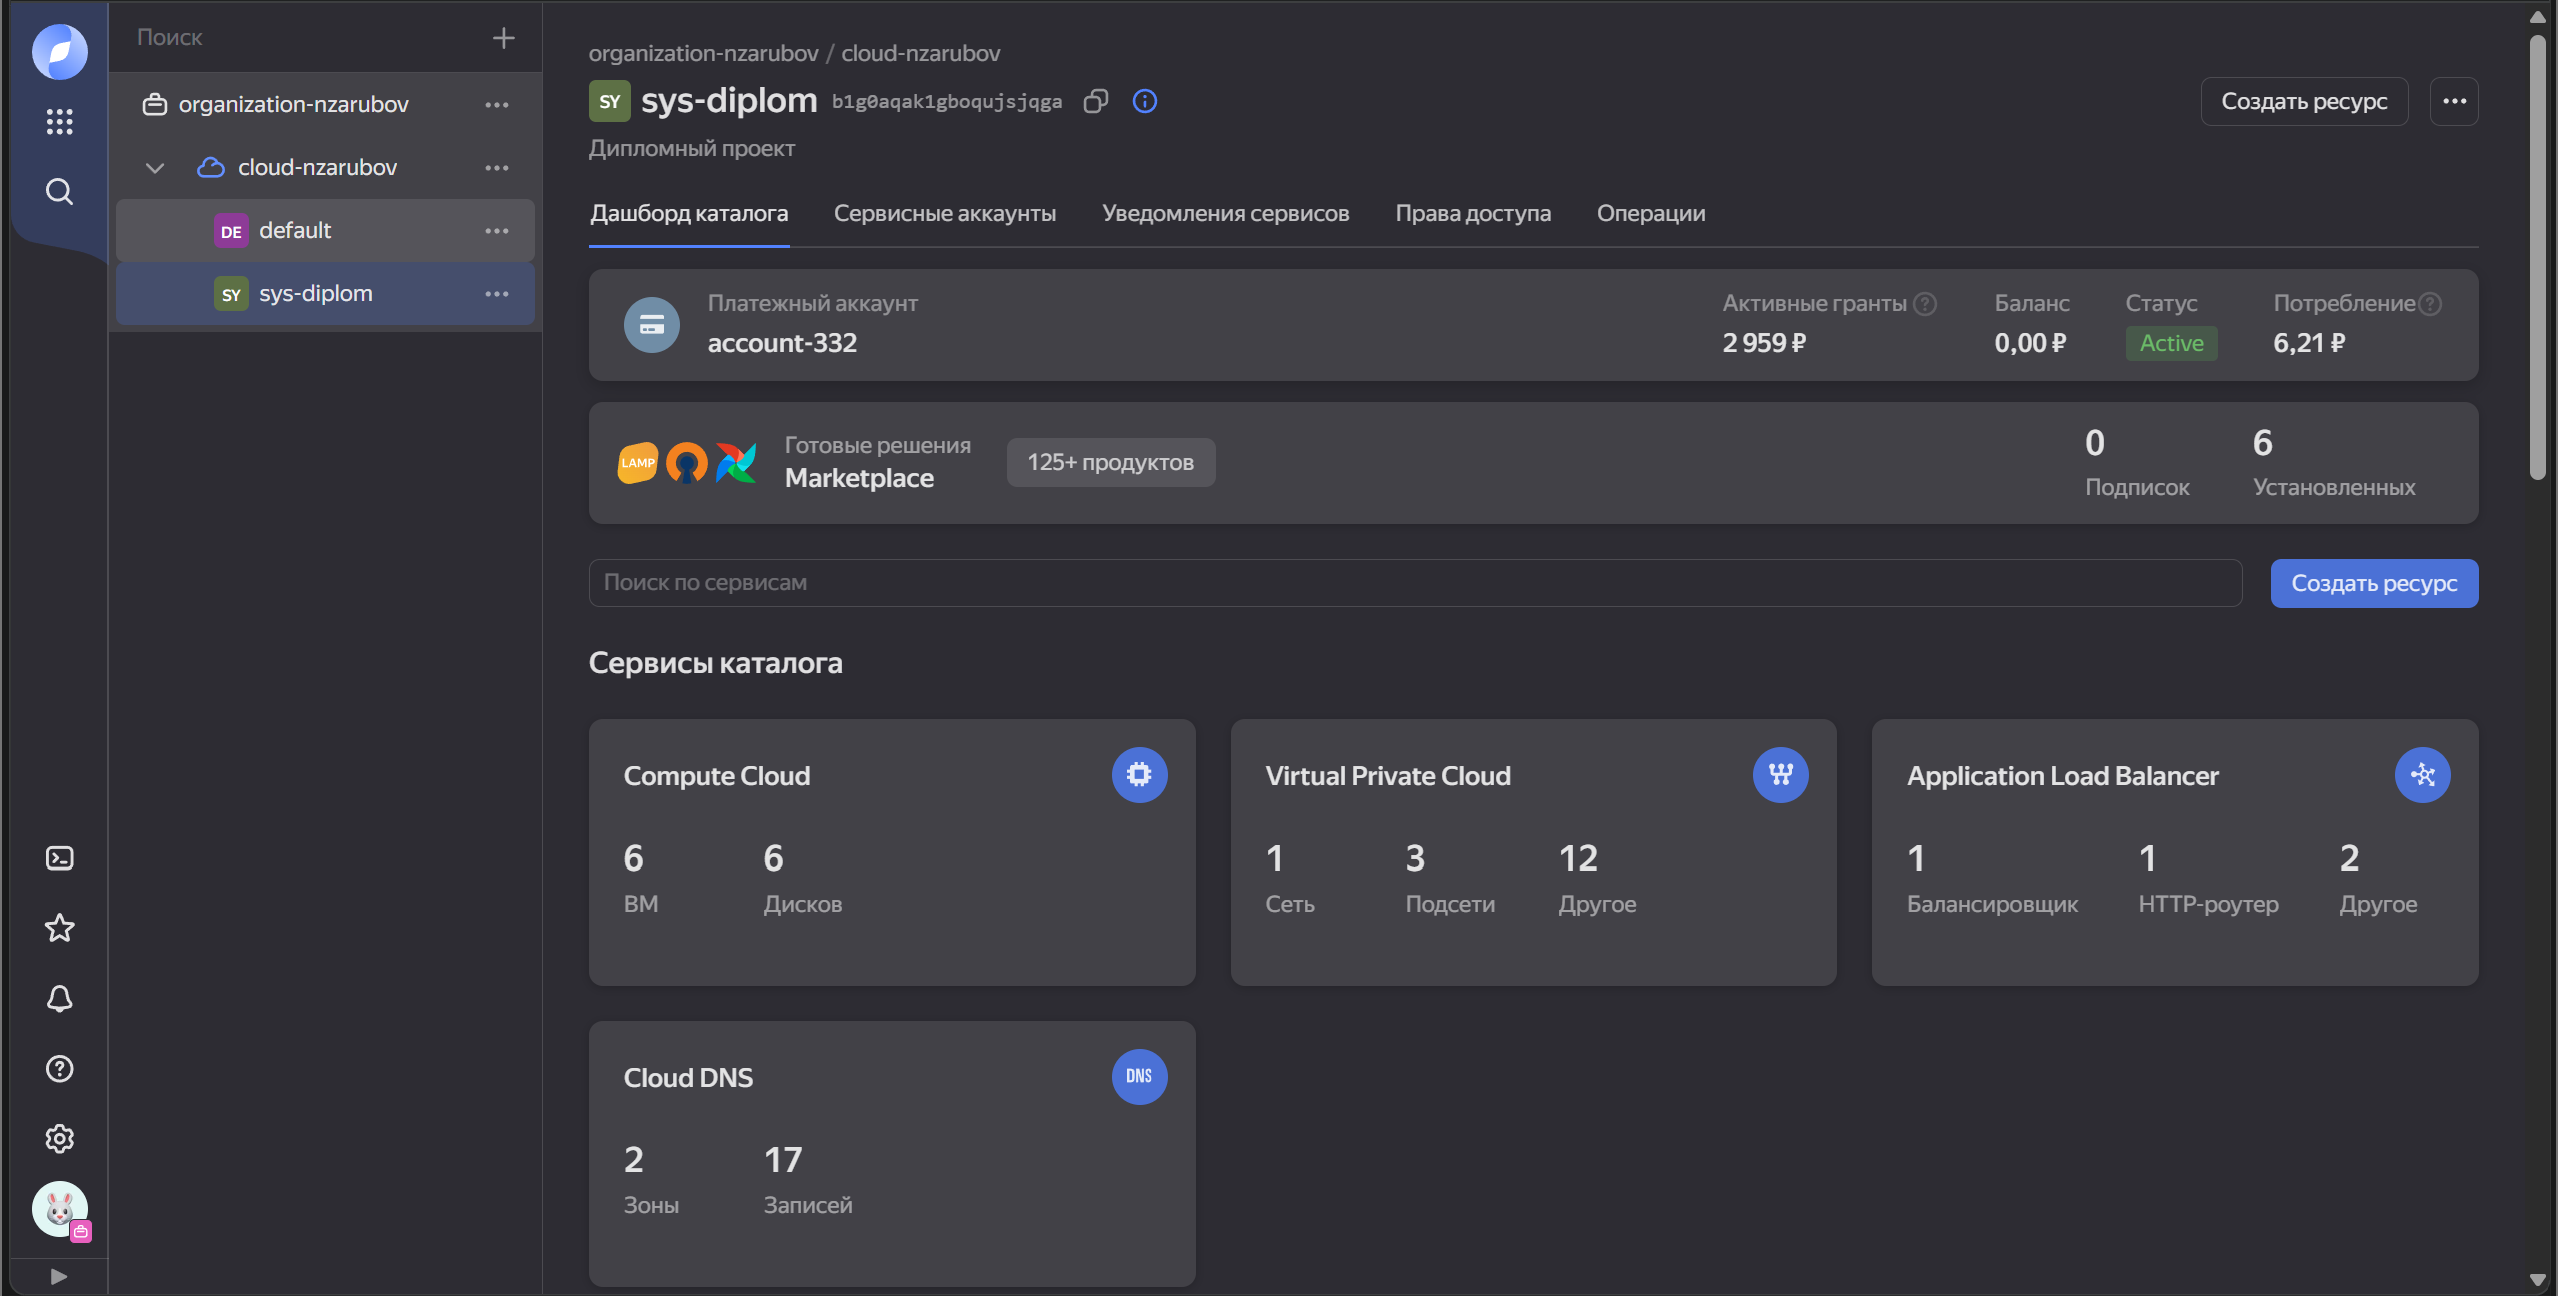 Поиск
organization-nzarubov
cloud-nzarubov
DE default
SY sys-diplom
organization-nzarubov / cloud-nzarubov
SY sys-diplom b1g0aqak1gboqujsjqga
Создать ресурс
Дипломный проект
Дашборд каталога Сервисные аккаунты Уведомления сервисов Права доступа Операции
Платежный аккаунт
account-332
Активные гранты
2 959 ₽
Баланс
0,00 ₽
Статус
Active
Потребление
6,21 ₽
LAMP
Готовые решения
Marketplace
125+ продуктов
0
Подписок
6
Установленных
Поиск по сервисам
Создать ресурс
Сервисы каталога
Compute Cloud
6 6
ВМ Дисков
Virtual Private Cloud
1 3 12
Сеть Подсети Другое
Application Load Balancer
1 1 2
Балансировщик HTTP-роутер Другое
Cloud DNS
DNS
2 17
Зоны Записей